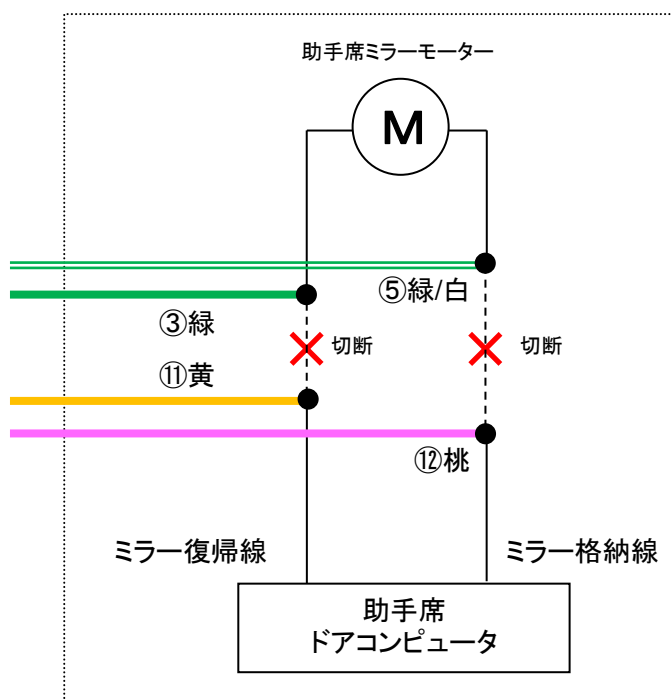 助手席ミラーモーター
M
⑤緑/白
③緑
切断
切断
⑪黄
⑫桃
ミラー復帰線
ミラー格納線
助手席
ドアコンピュータ